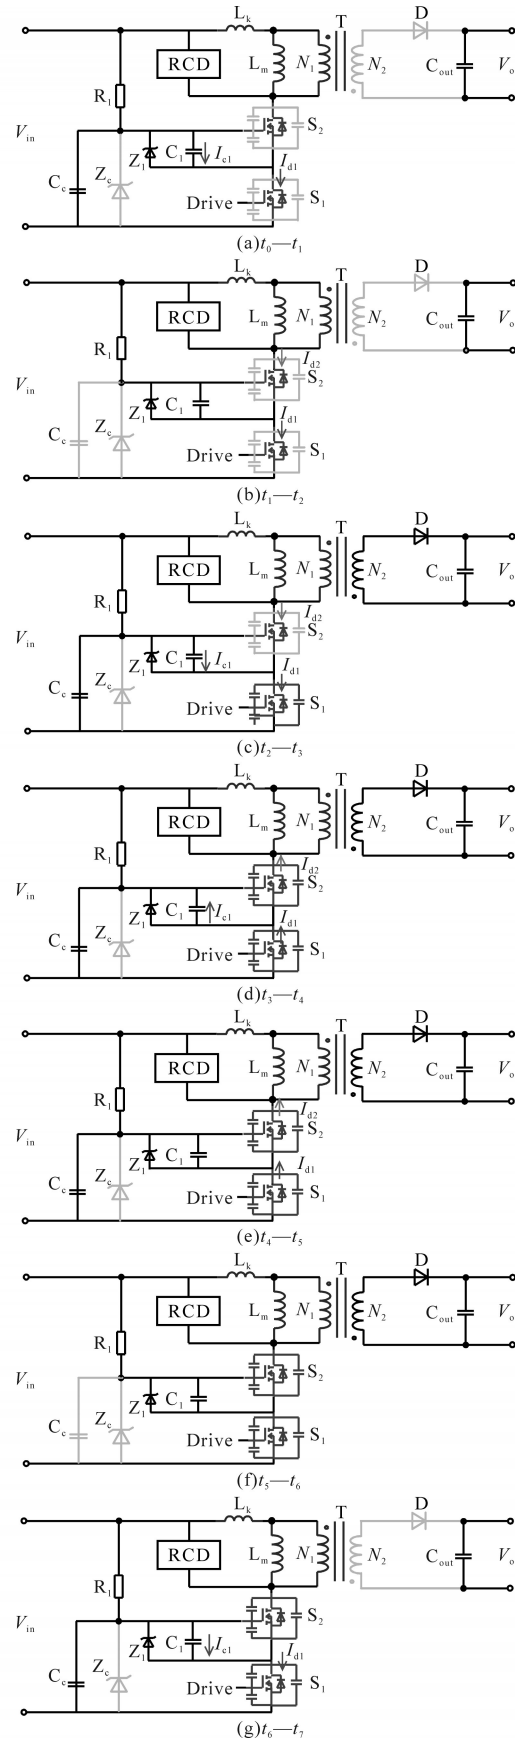 L_k T D
RCD L_m N_1 N_2 C_out V_o
R_1
V_in S_2
Z_1 C_1 I_c1
C_c Z_c I_d1
Drive S_1
(a)t_0—t_1
L_k T D
RCD L_m N_1 N_2 C_out V_o
R_1 I_d2
V_in S_2
Z_1 C_1
C_c Z_c I_d1
Drive S_1
(b)t_1—t_2
L_k T D
RCD L_m N_1 N_2 C_out V_o
R_1 I_d2
V_in S_2
Z_1 C_1 I_c1
C_c Z_c I_d1
Drive S_1
(c)t_2—t_3
L_k T D
RCD L_m N_1 N_2 C_out V_o
R_1 I_d2
V_in S_2
Z_1 C_1 I_c1
C_c Z_c I_d1
Drive S_1
(d)t_3—t_4
L_k T D
RCD L_m N_1 N_2 C_out V_o
R_1 I_d2
V_in S_2
Z_1 C_1
C_c Z_c I_d1
Drive S_1
(e)t_4—t_5
L_k T D
RCD L_m N_1 N_2 C_out V_o
R_1
V_in S_2
Z_1 C_1
C_c Z_c
Drive S_1
(f)t_5—t_6
L_k T D
RCD L_m N_1 N_2 C_out V_o
R_1
V_in S_2
Z_1 C_1 I_c1
C_c Z_c I_d1
Drive S_1
(g)t_6—t_7